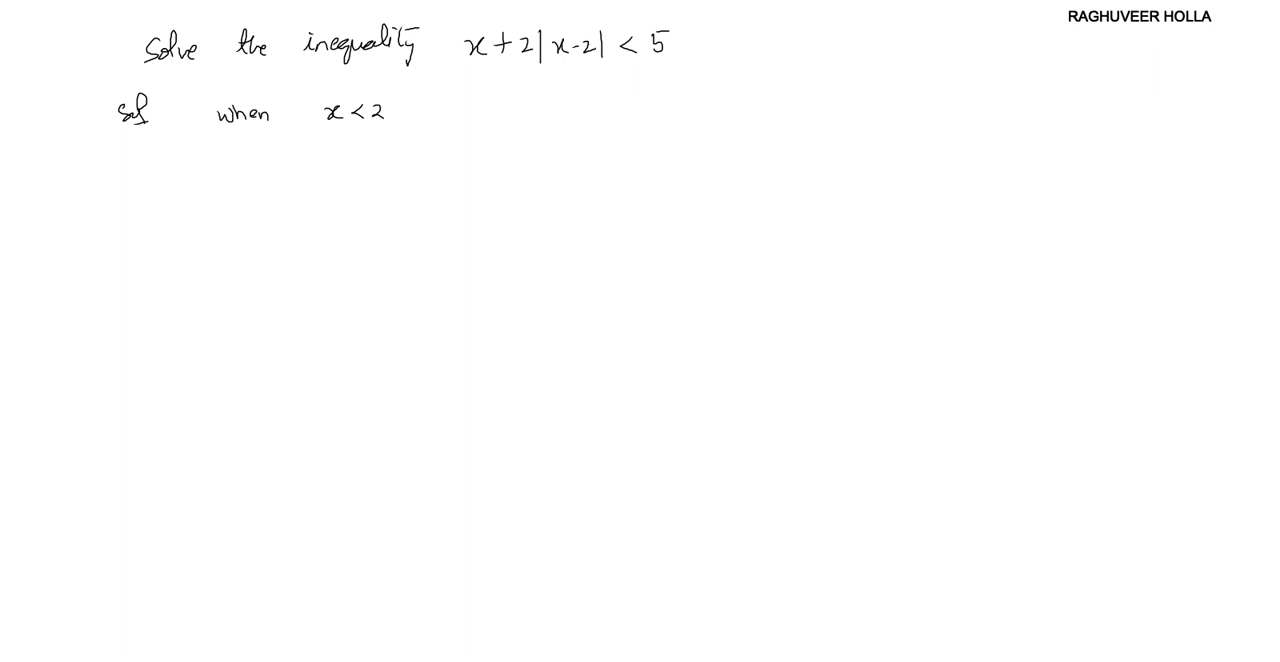 RAGHUVEER HOLLA
Solve the inequality x + 2|x-2| < 5
Sol when x < 2